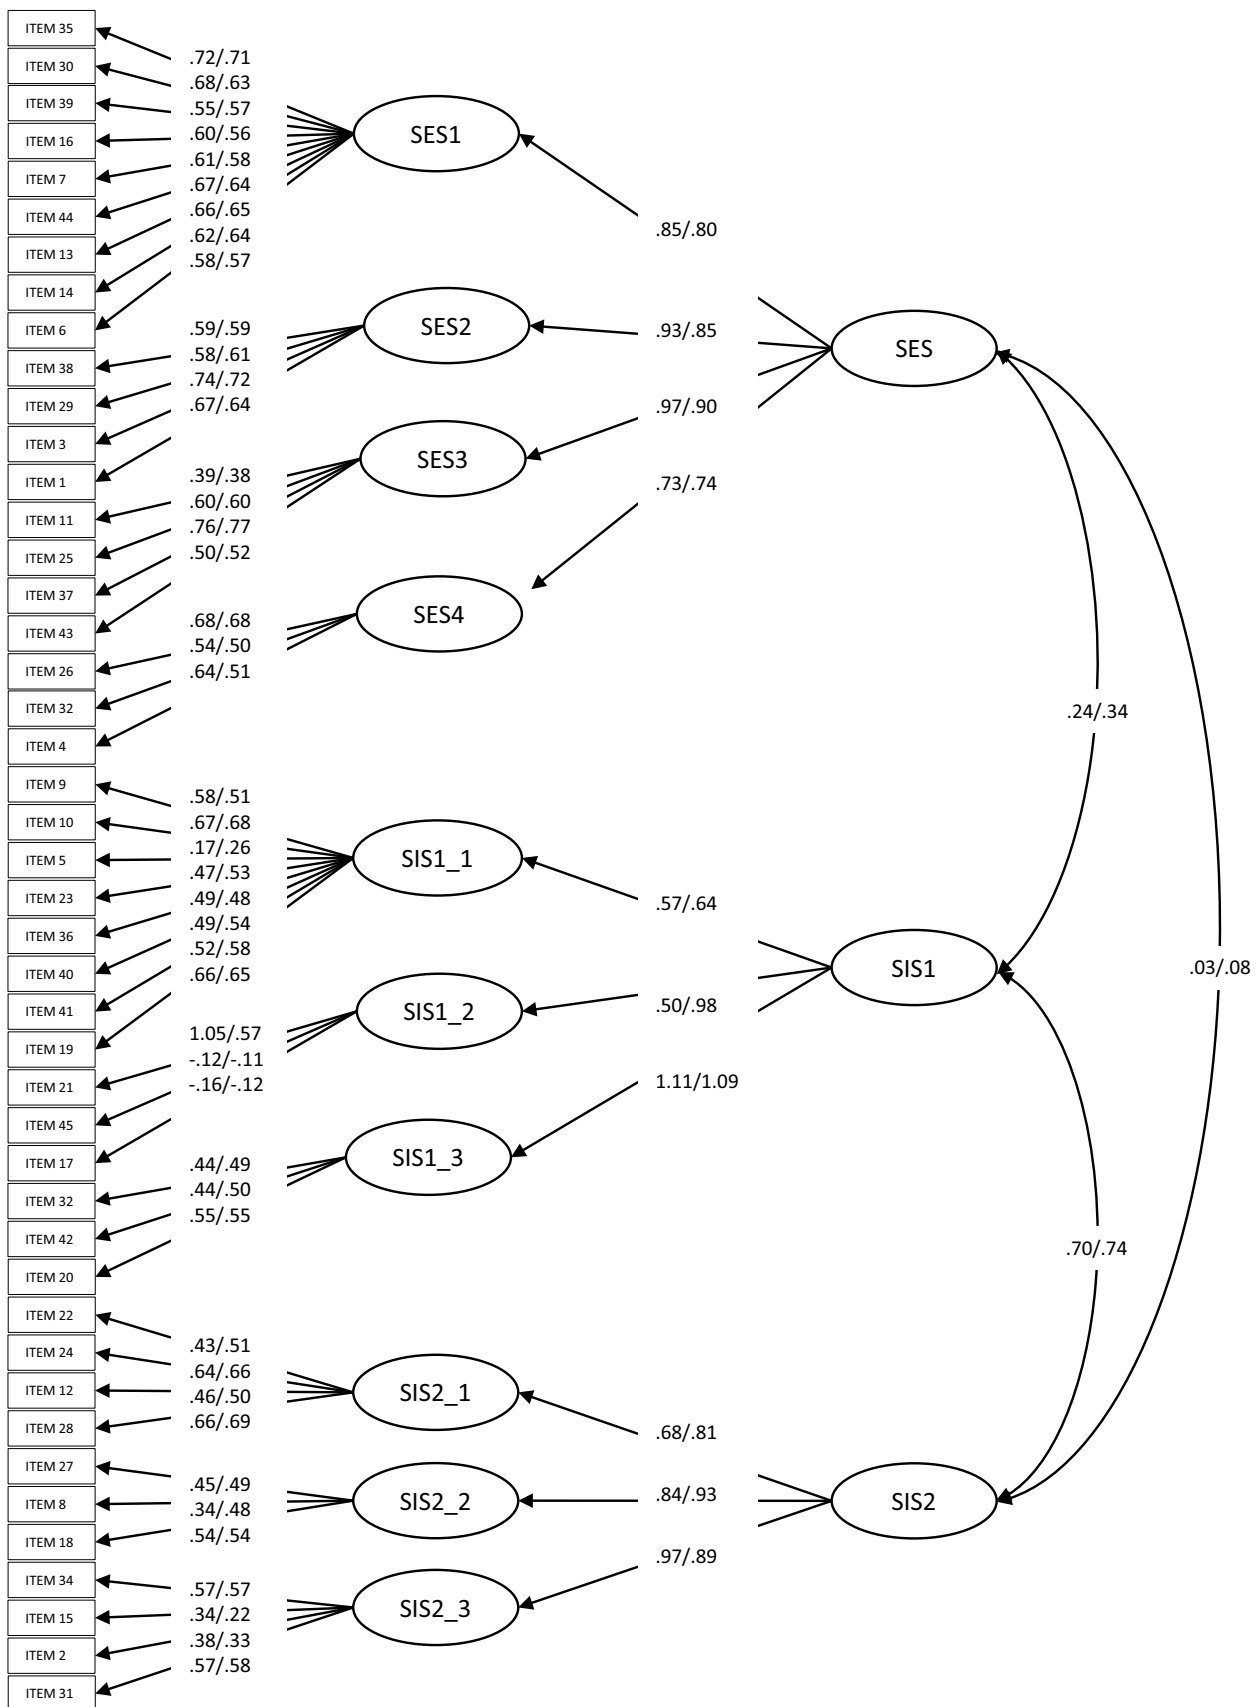 ITEM 35
ITEM 30
ITEM 39
ITEM 16
ITEM 7
ITEM 44
ITEM 13
ITEM 14
ITEM 6
ITEM 38
ITEM 29
ITEM 3
ITEM 1
ITEM 11
ITEM 25
ITEM 37
ITEM 43
ITEM 26
ITEM 32
ITEM 4
ITEM 9
ITEM 10
ITEM 5
ITEM 23
ITEM 36
ITEM 40
ITEM 41
ITEM 19
ITEM 21
ITEM 45
ITEM 17
ITEM 32
ITEM 42
ITEM 20
ITEM 22
ITEM 24
ITEM 12
ITEM 28
ITEM 27
ITEM 8
ITEM 18
ITEM 34
ITEM 15
ITEM 2
ITEM 31
.72/.71
.68/.63
.55/.57
.60/.56
.61/.58
.67/.64
.66/.65
.62/.64
.58/.57
.59/.59
.58/.61
.74/.72
.67/.64
.39/.38
.60/.60
.76/.77
.50/.52
.68/.68
.54/.50
.64/.51
.58/.51
.67/.68
.17/.26
.47/.53
.49/.48
.49/.54
.52/.58
.66/.65
1.05/.57
-.12/-.11
-.16/-.12
.44/.49
.44/.50
.55/.55
.43/.51
.64/.66
.46/.50
.66/.69
.45/.49
.34/.48
.54/.54
.57/.57
.34/.22
.38/.33
.57/.58
SES1
SES2
SES3
SES4
SIS1_1
SIS1_2
SIS1_3
SIS2_1
SIS2_2
SIS2_3
.85/.80
.93/.85
.97/.90
.73/.74
.57/.64
.50/.98
1.11/1.09
.68/.81
.84/.93
.97/.89
SES
SIS1
SIS2
.24/.34
.70/.74
.03/.08